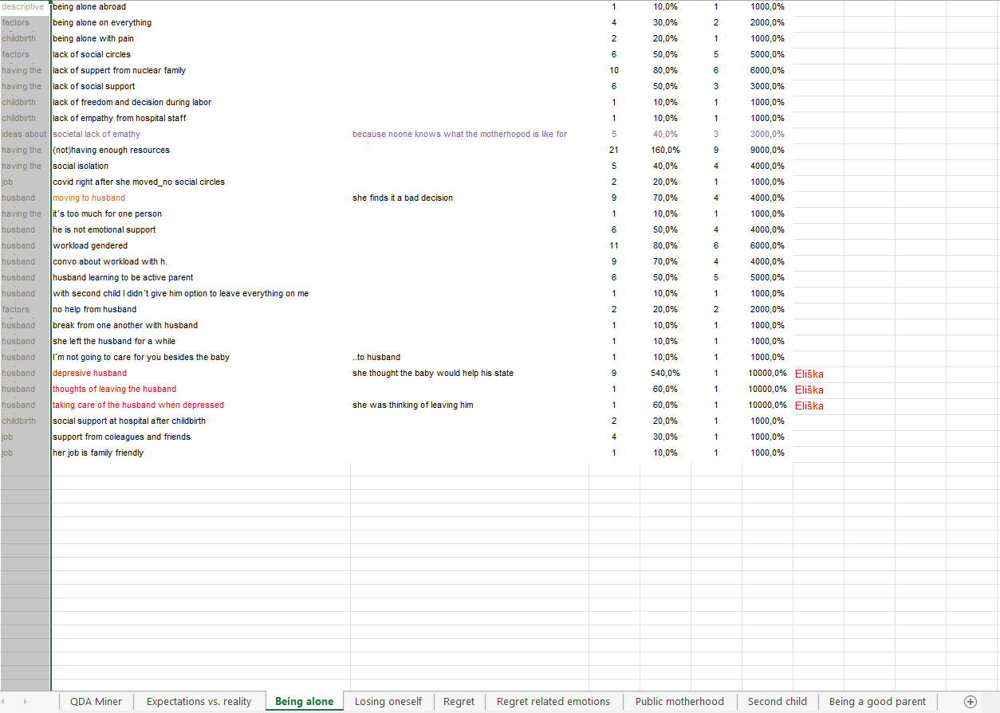 descriptive being alone abroad 1 10,0% 1 1000,0%
factors being alone on everything 4 30,0% 2 2000,0%
childbirth being alone with pain 2 20,0% 1 1000,0%
factors lack of social circles 6 50,0% 5 5000,0%
having the lack of suppert from nuclear family 10 80,0% 6 6000,0%
having the lack of social support 6 50,0% 3 3000,0%
childbirth lack of freedom and decision during labor 1 10,0% 1 1000,0%
childbirth lack of empathy from hospital staff 1 10,0% 1 1000,0%
ideas about societal lack of emathy because noone knows what the motherhopod is like for 5 40,0% 3 3000,0%
having the (not)having enough resources 21 160,0% 9 9000,0%
having the social isolation 5 40,0% 4 4000,0%
job covid right after she moved_no social circles 2 20,0% 1 1000,0%
husband moving to husband she finds it a bad decision 9 70,0% 4 4000,0%
having the it´s too much for one person 1 10,0% 1 1000,0%
husband he is not emotional support 6 50,0% 4 4000,0%
husband workload gendered 11 80,0% 6 6000,0%
husband convo about workload with h. 9 70,0% 4 4000,0%
husband husband learning to be active parent 6 50,0% 5 5000,0%
husband with second child I didn´t give him option to leave everything on me 1 10,0% 1 1000,0%
factors no help from husband 2 20,0% 2 2000,0%
husband break from one another with husband 1 10,0% 1 1000,0%
husband she left the husband for a while 1 10,0% 1 1000,0%
husband I´m not going to care for you besides the baby ..to husband 1 10,0% 1 1000,0%
husband depresive husband she thought the baby would help his state 9 540,0% 1 10000,0% Eliška
husband thoughts of leaving the husband 1 60,0% 1 10000,0% Eliška
husband taking care of the husband when depressed she was thinking of leaving him 1 60,0% 1 10000,0% Eliška
childbirth social support at hospital after childbirth 2 20,0% 1 1000,0%
job support from coleagues and friends 4 30,0% 1 1000,0%
job her job is family friendly 1 10,0% 1 1000,0%
QDA Miner Expectations vs. reality Being alone Losing oneself Regret Regret related emotions Public motherhood Second child Being a good parent